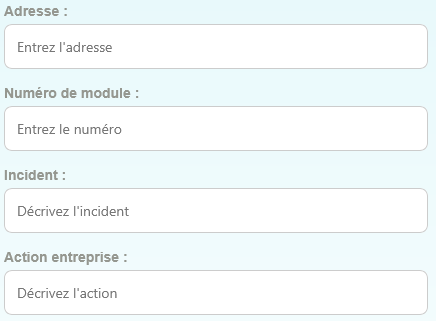 Adresse :
Entrez l'adresse
Numéro de module :
Entrez le numéro
Incident :
Décrivez l'incident
Action entreprise :
Décrivez l'action